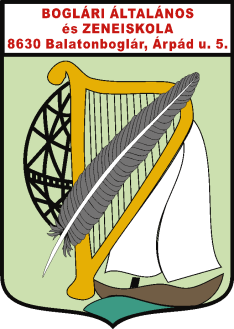 BOGLÁRI ÁLTALÁNOS
és ZENEISKOLA
8630 Balatonboglár, Árpád u. 5.